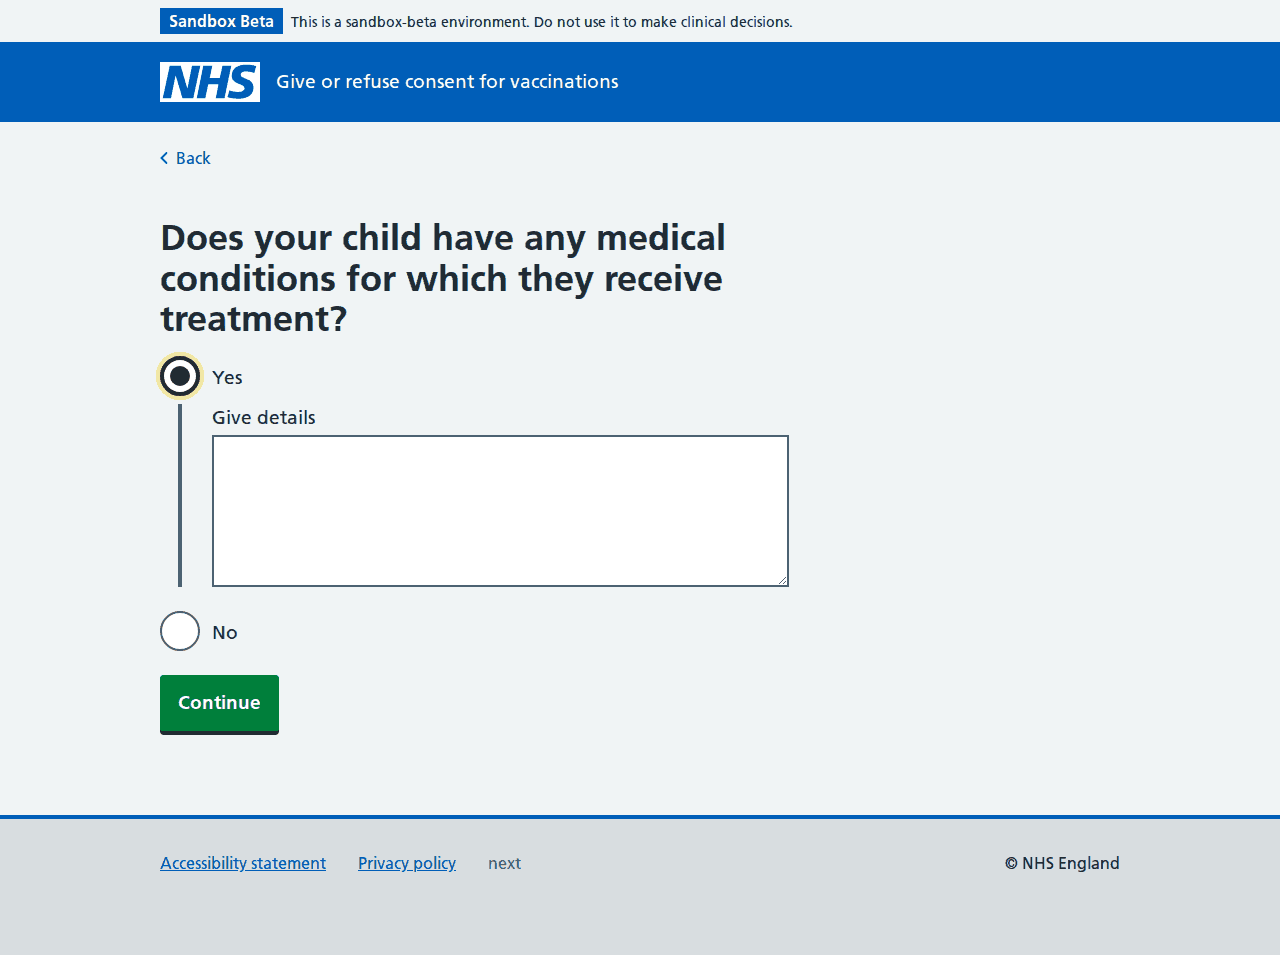 Sandbox Beta This is a sandbox-beta environment. Do not use it to make clinical decisions.
NHS Give or refuse consent for vaccinations
Back
Does your child have any medical
conditions for which they receive
treatment?
Yes
Give details
No
Continue
Accessibility statement Privacy policy next © NHS England